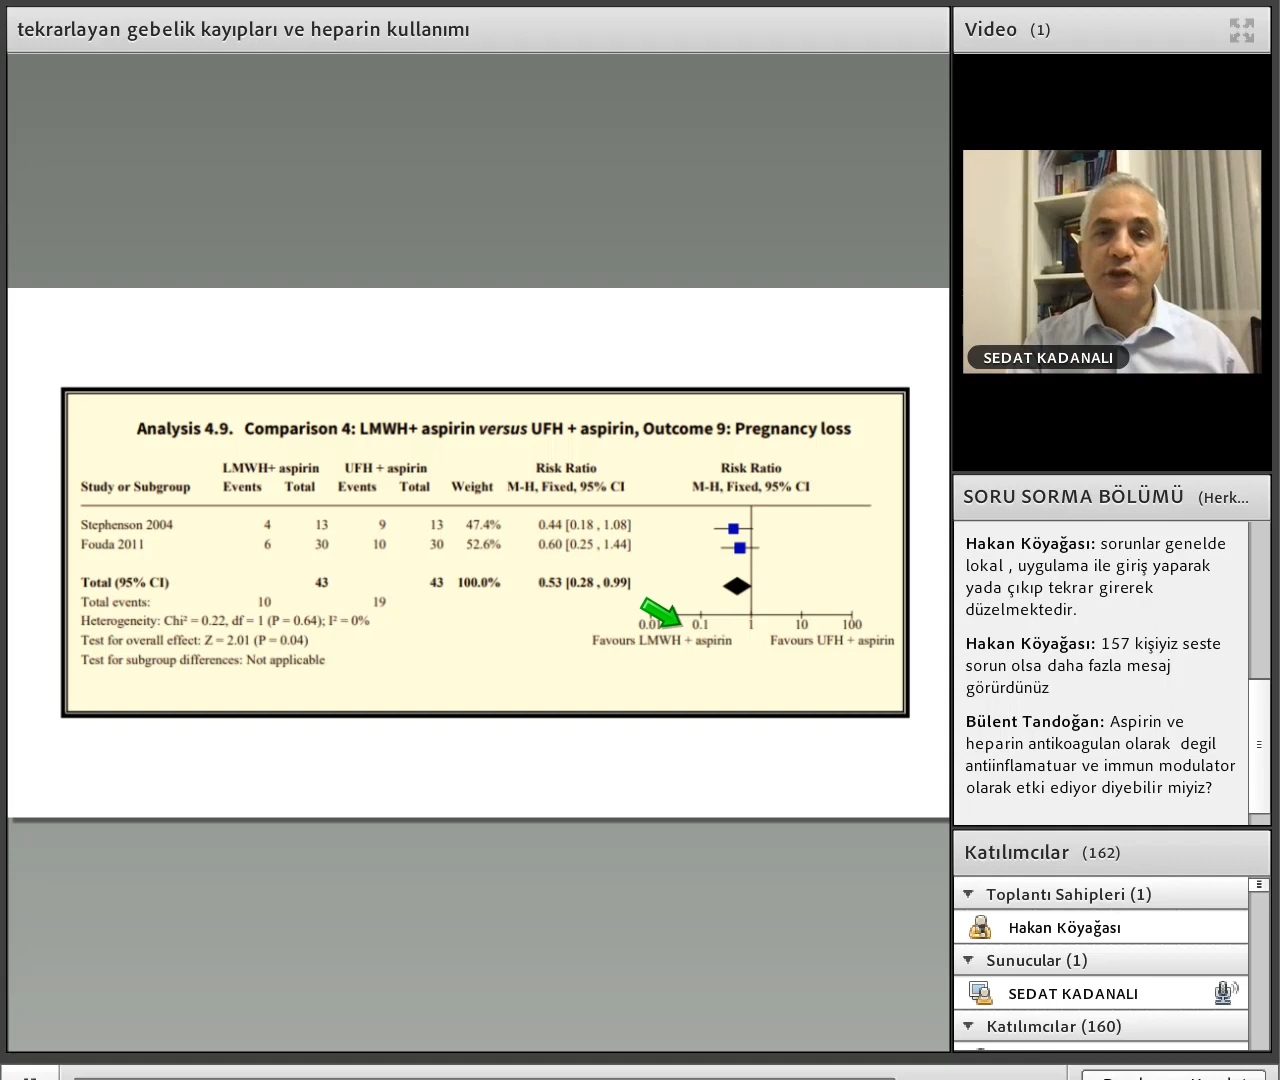 tekrarlayan gebelik kayıpları ve heparin kullanımı
Analysis 4.9. Comparison 4: LMWH+ aspirin versus UFH + aspirin, Outcome 9: Pregnancy loss
LMWH+ aspirin UFH + aspirin Risk Ratio Risk Ratio
Study or Subgroup Events Total Events Total Weight M-H, Fixed, 95% CI M-H, Fixed, 95% CI
Stephenson 2004 4 13 9 13 47.4% 0.44 [0.18 , 1.08]
Fouda 2011 6 30 10 30 52.6% 0.60 [0.25 , 1.44]
Total (95% CI) 43 43 100.0% 0.53 [0.28 , 0.99]
Total events: 10 19
Heterogeneity: Chi² = 0.22, df = 1 (P = 0.64); I² = 0%
0.01 0.1 1 10 100
Test for overall effect: Z = 2.01 (P = 0.04)
Favours LMWH + aspirin Favours UFH + aspirin
Test for subgroup differences: Not applicable
Video (1)
SEDAT KADANALI
SORU SORMA BÖLÜMÜ (Herk...
Hakan Köyağası: sorunlar genelde
lokal , uygulama ile giriş yaparak
yada çıkıp tekrar girerek
düzelmektedir.
Hakan Köyağası: 157 kişiyiz seste
sorun olsa daha fazla mesaj
görürdünüz
Bülent Tandoğan: Aspirin ve
heparin antikoagulan olarak degil
antiinflamatuar ve immun modulator
olarak etki ediyor diyebilir miyiz?
Katılımcılar (162)
Toplantı Sahipleri (1)
Hakan Köyağası
Sunucular (1)
SEDAT KADANALI
Katılımcılar (160)